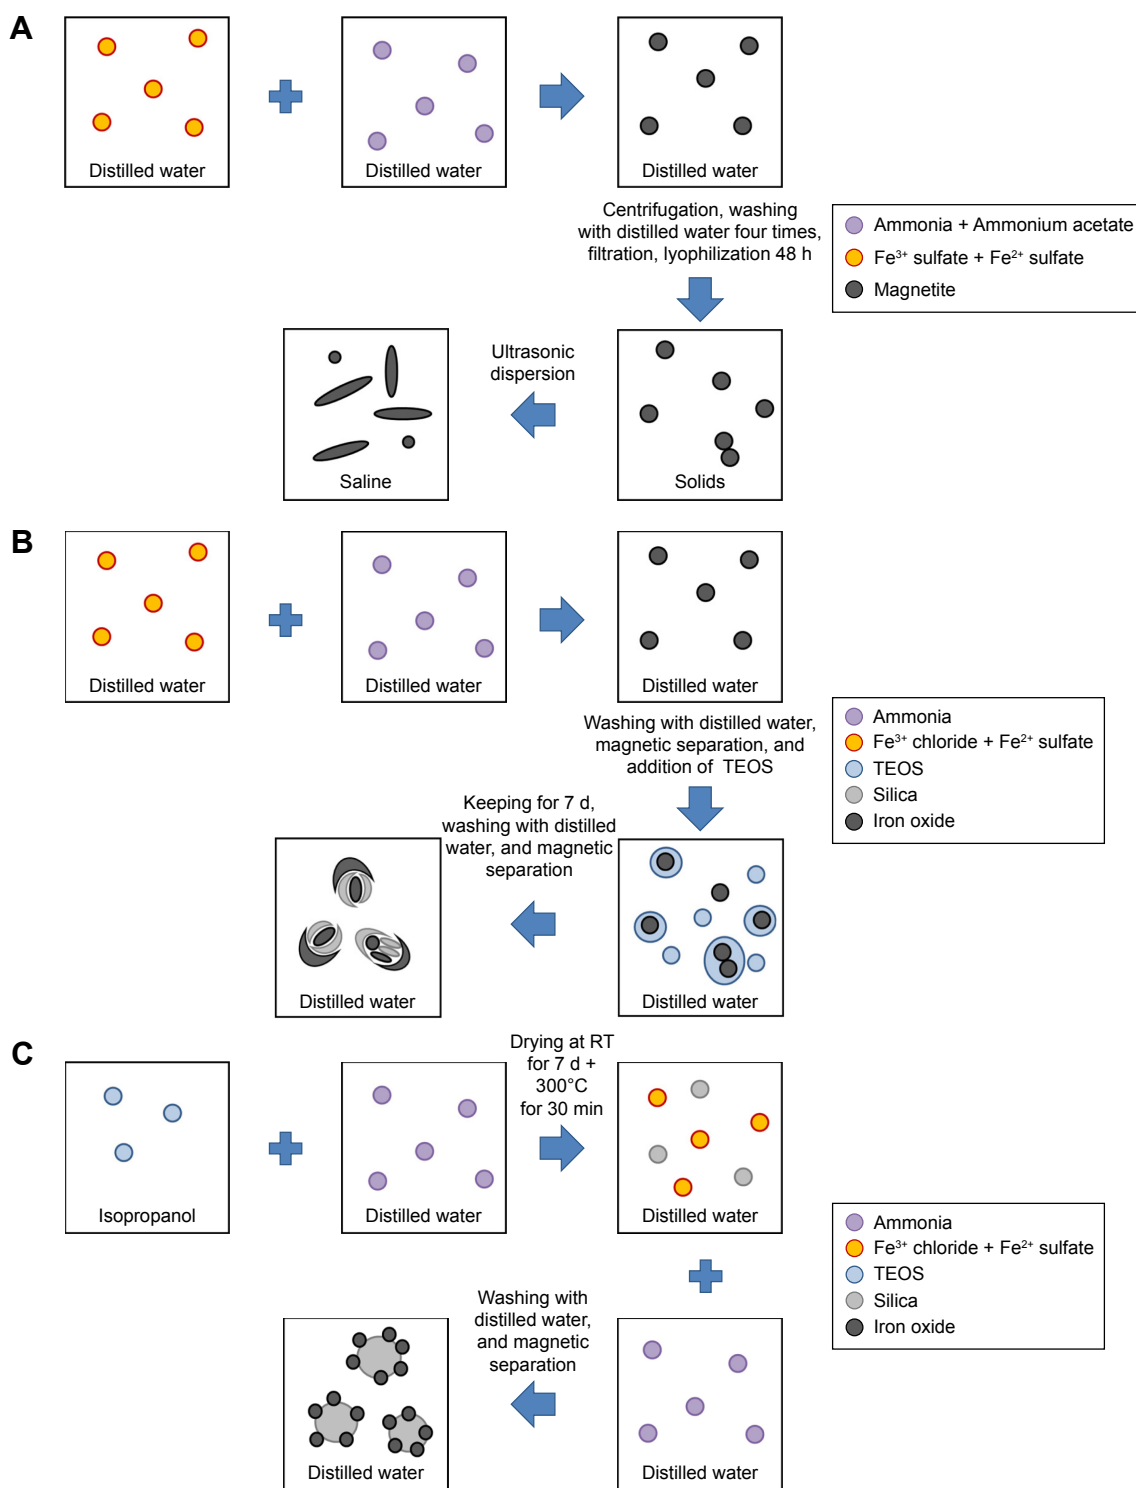 A
Distilled water
Distilled water
Distilled water
Centrifugation, washing
with distilled water four times,
filtration, lyophilization 48 h
Ammonia + Ammonium acetate
Fe³⁺ sulfate + Fe²⁺ sulfate
Magnetite
Ultrasonic
dispersion
Saline
Solids
B
Distilled water
Distilled water
Distilled water
Washing with distilled water,
magnetic separation, and
addition of TEOS
Ammonia
Fe³⁺ chloride + Fe²⁺ sulfate
TEOS
Silica
Iron oxide
Keeping for 7 d,
washing with distilled
water, and magnetic
separation
Distilled water
Distilled water
C
Drying at RT
for 7 d +
300°C
for 30 min
Isopropanol
Distilled water
Distilled water
Ammonia
Fe³⁺ chloride + Fe²⁺ sulfate
TEOS
Silica
Iron oxide
Washing with
distilled water,
and magnetic
separation
Distilled water
Distilled water